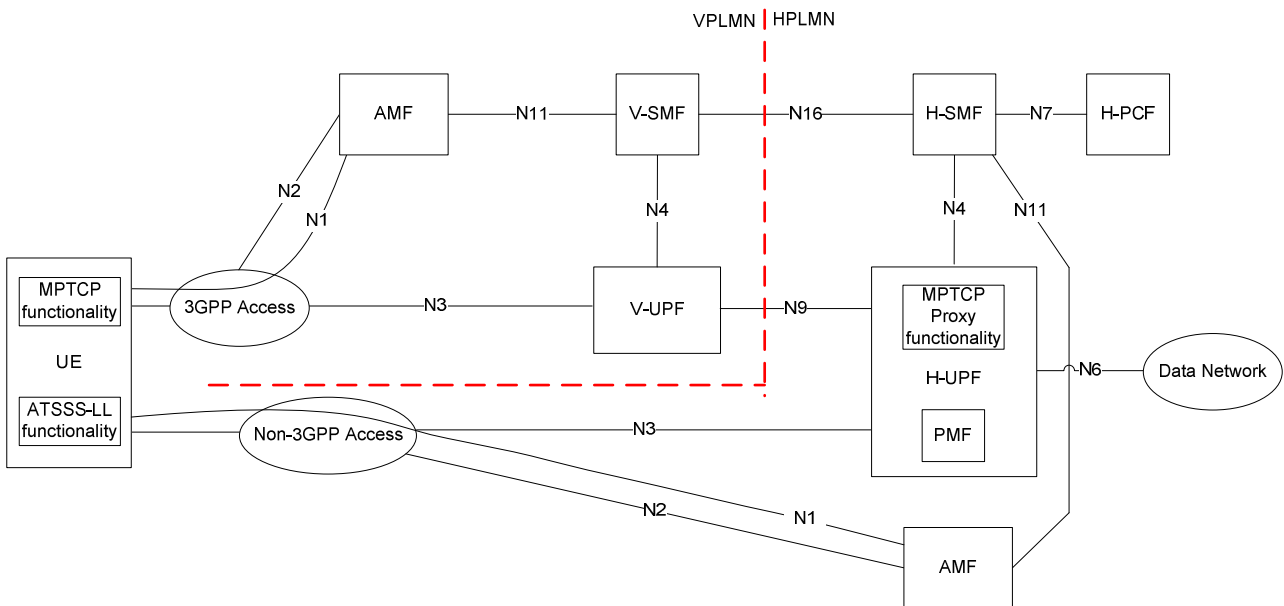 VPLMN
HPLMN
AMF
N11
V-SMF
N16
H-SMF
N7
H-PCF
N2
N1
N4
N4
N11
MPTCP
functionality
UE
ATSSS-LL
functionality
3GPP Access
N3
V-UPF
N9
MPTCP
Proxy
functionality
H-UPF
PMF
N6
Data Network
Non-3GPP Access
N3
N2
N1
AMF